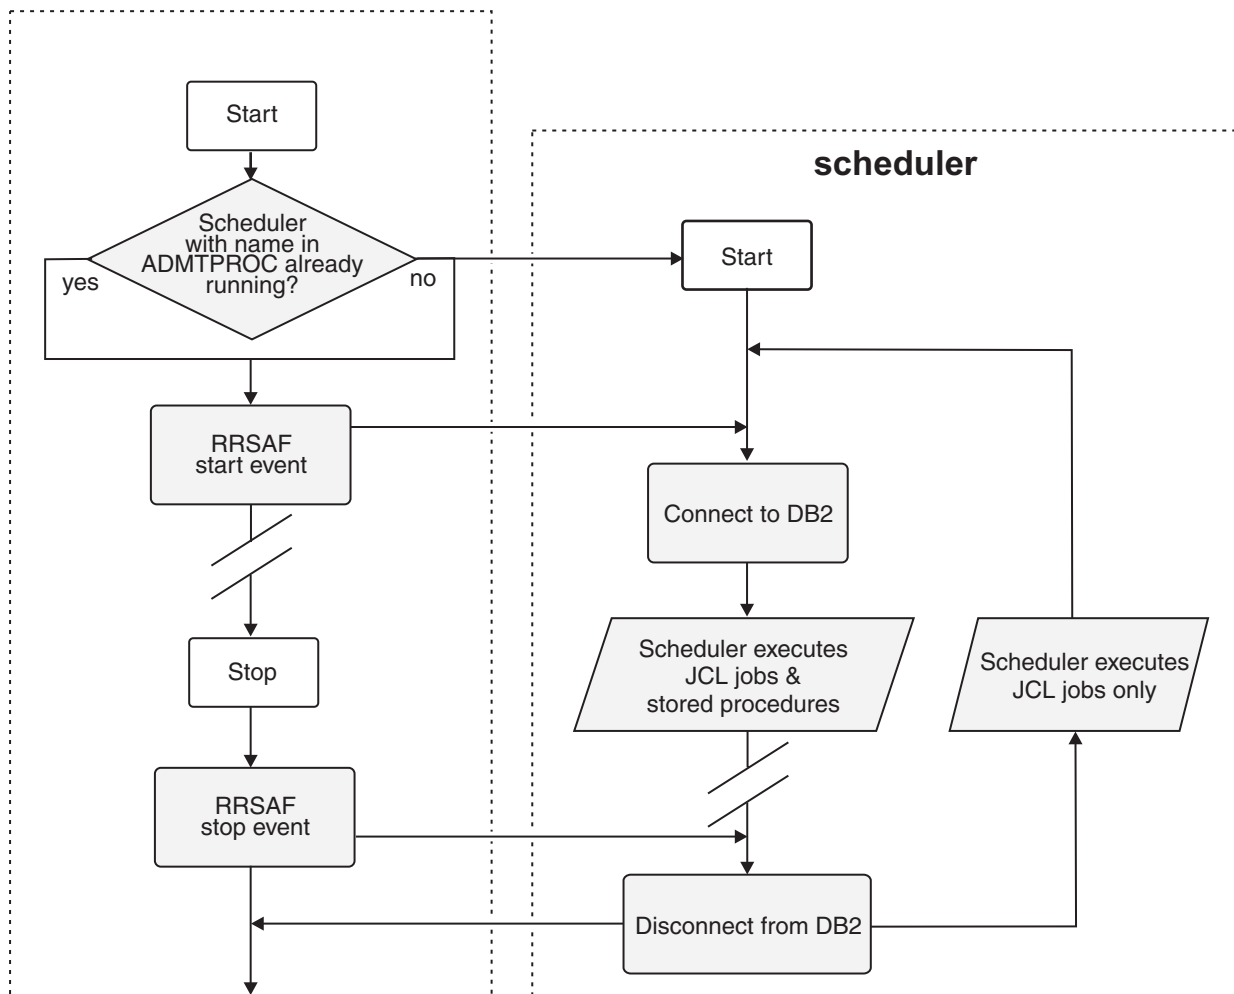 Start
Scheduler
with name in
ADMTPROC already
running?
yes
no
RRSAF
start event
Stop
RRSAF
stop event
scheduler
Start
Connect to DB2
Scheduler executes
JCL jobs &
stored procedures
Scheduler executes
JCL jobs only
Disconnect from DB2